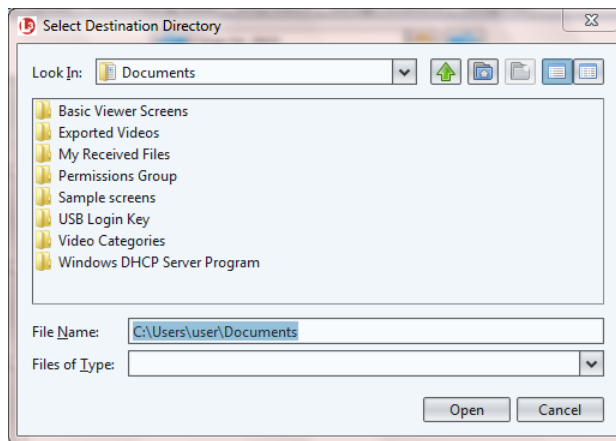 Select Destination Directory
Look In: Documents
Basic Viewer Screens
Exported Videos
My Received Files
Permissions Group
Sample screens
USB Login Key
Video Categories
Windows DHCP Server Program
File Name: C:\Users\user\Documents
Files of Type:
Open Cancel